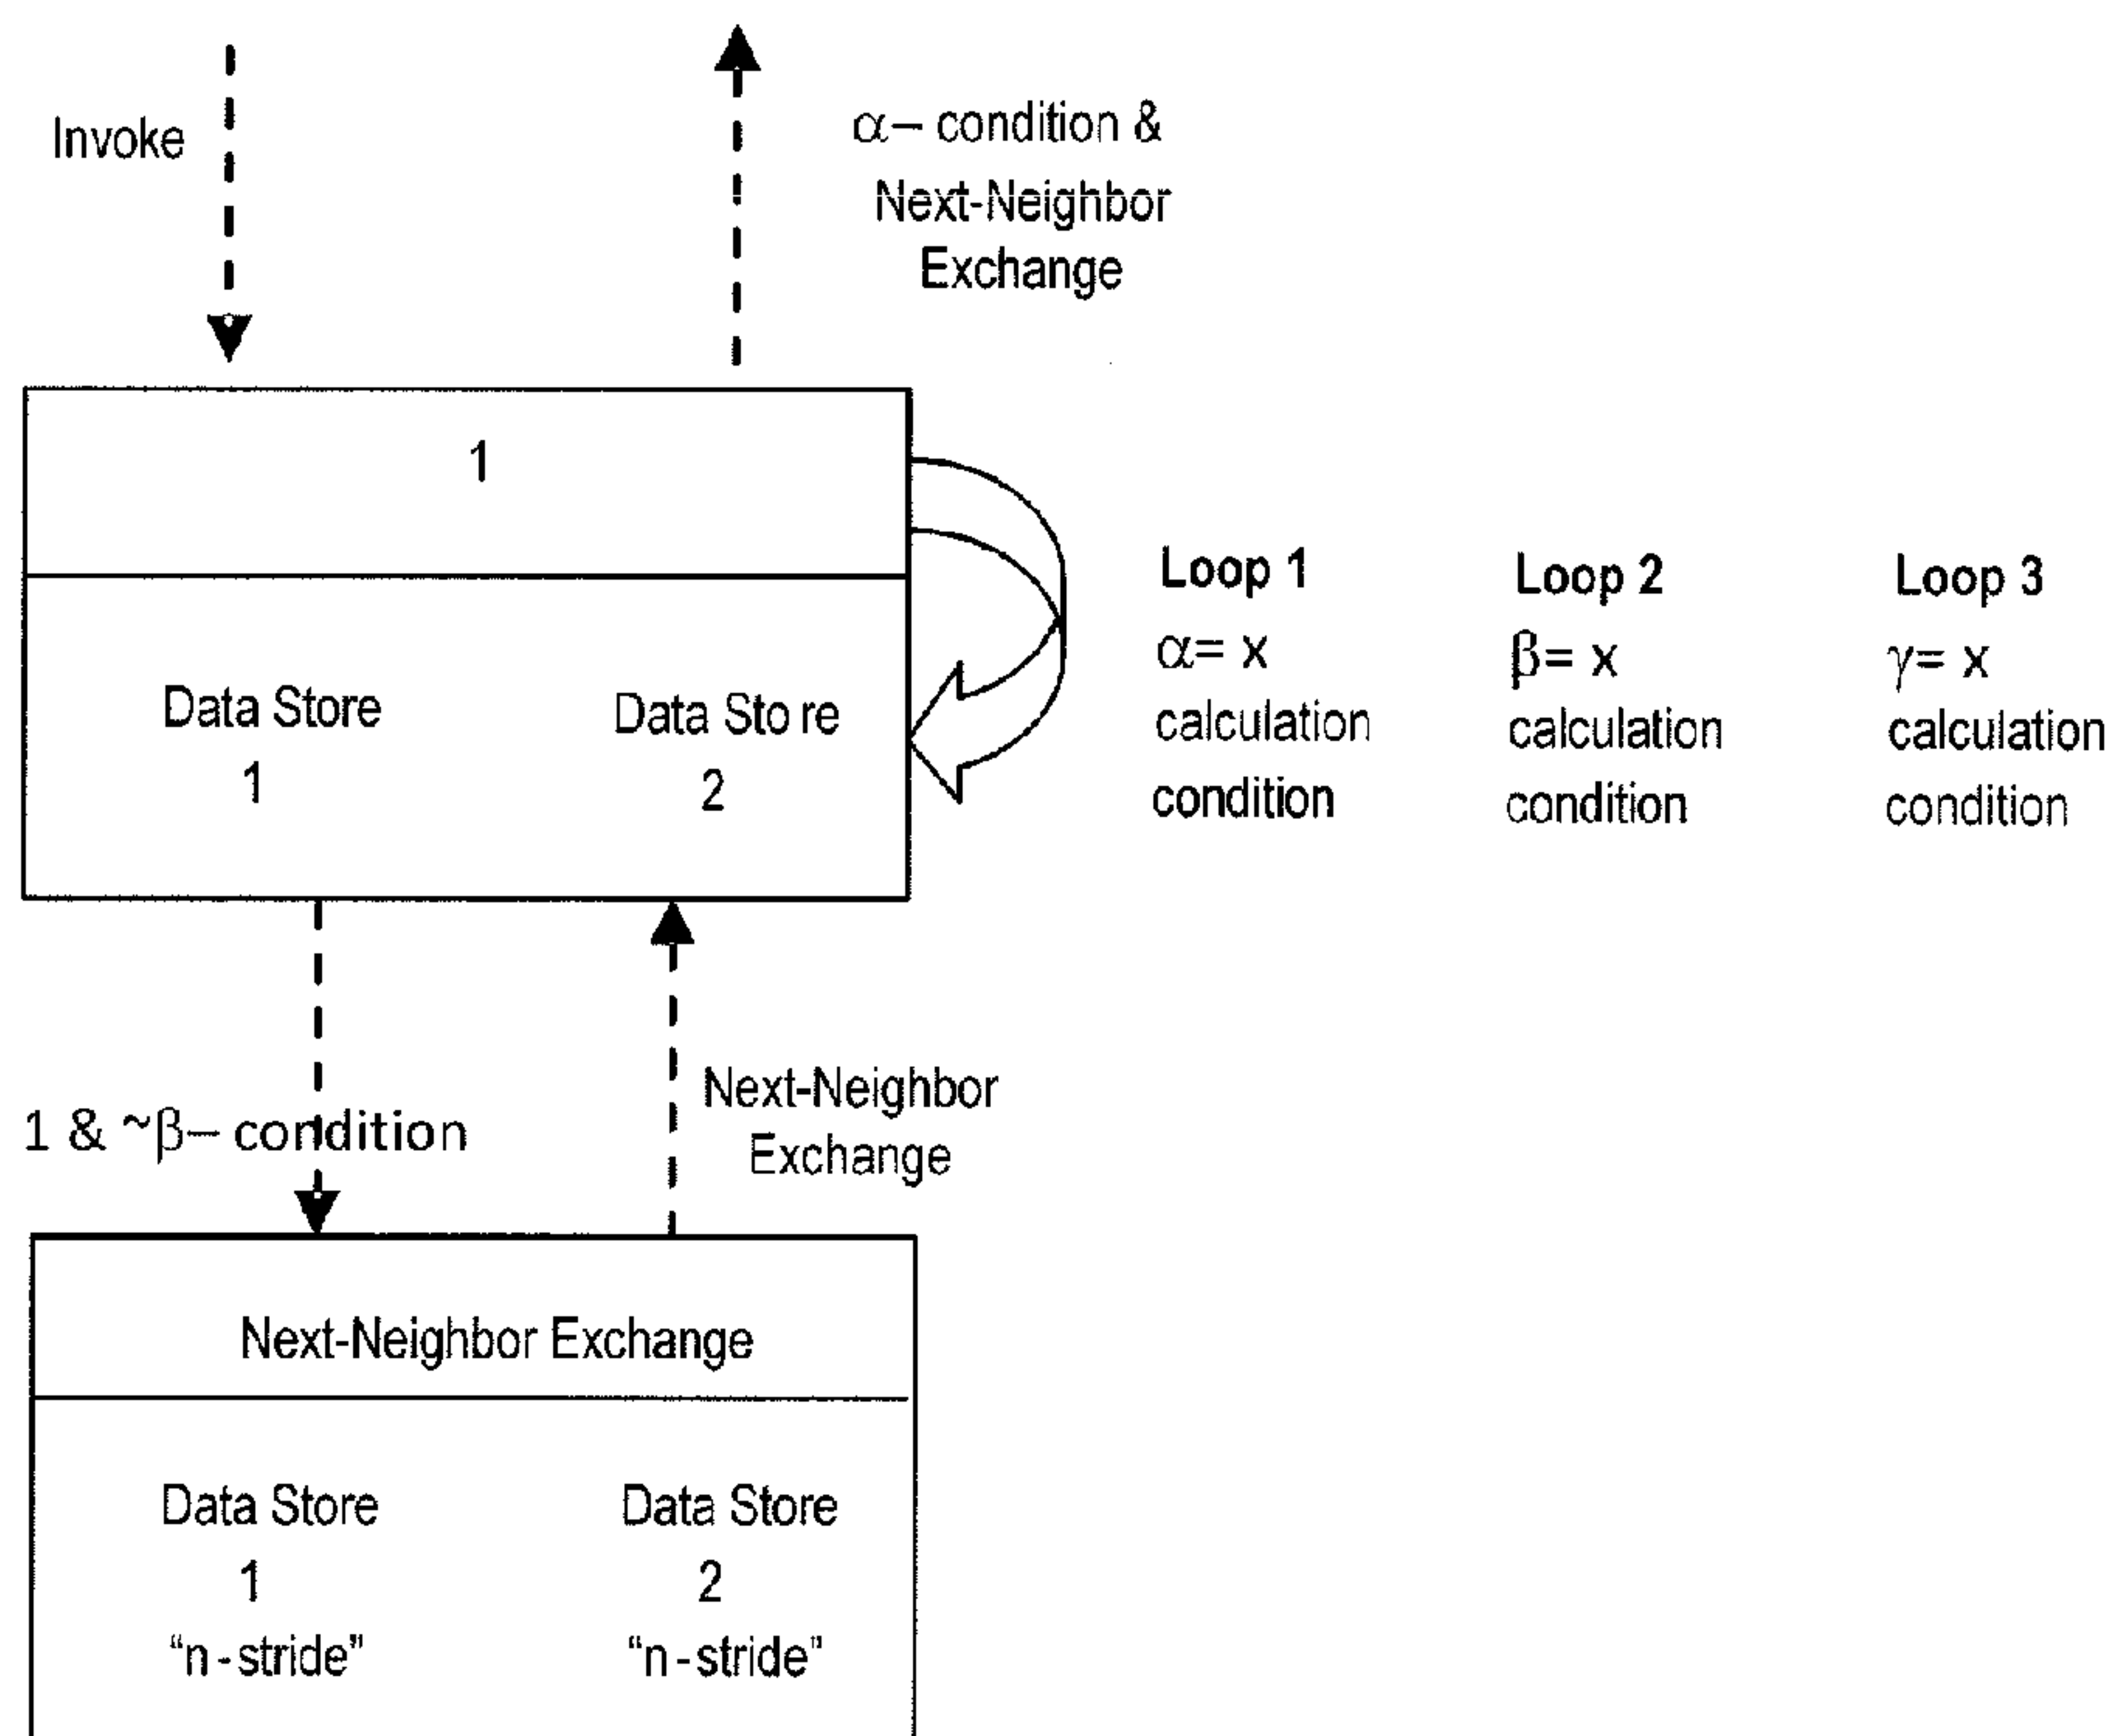 Invoke
α– condition &
Next-Neighbor
Exchange
1
Data Store
1
Data Store
2
Loop 1
α= x
calculation
condition
Loop 2
β= x
calculation
condition
Loop 3
γ= x
calculation
condition
1 & ~β– condition
Next-Neighbor
Exchange
Next-Neighbor Exchange
Data Store
1
“n-stride”
Data Store
2
“n-stride”